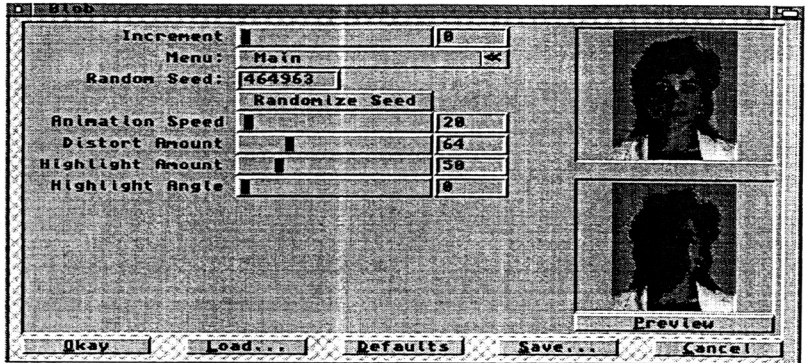 Blob
Increment 0
Menu: Main
Random Seed: 464963
Randomize Seed
Animation Speed 20
Distort Amount 64
Highlight Amount 50
Highlight Angle 0
Preview
Okay Load... Defaults Save... Cancel